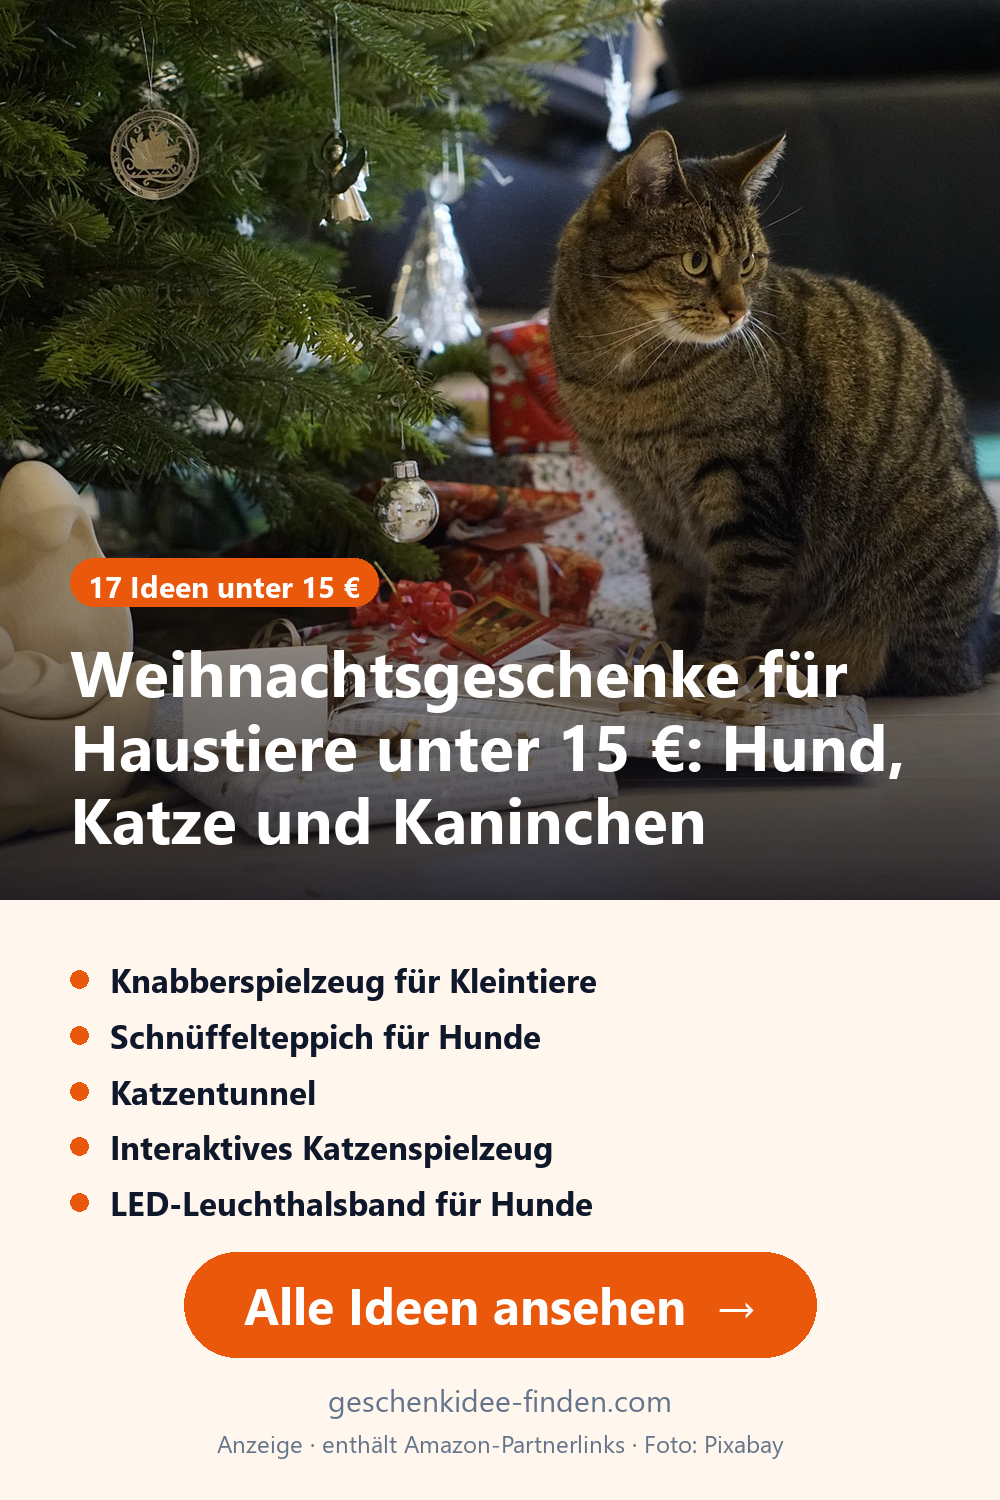 17 Ideen unter 15 €
Weihnachtsgeschenke für
Haustiere unter 15 €: Hund,
Katze und Kaninchen
Knabberspielzeug für Kleintiere
Schnüffelteppich für Hunde
Katzentunnel
Interaktives Katzenspielzeug
LED-Leuchthalsband für Hunde
Alle Ideen ansehen →
geschenkidee-finden.com
Anzeige · enthält Amazon-Partnerlinks · Foto: Pixabay